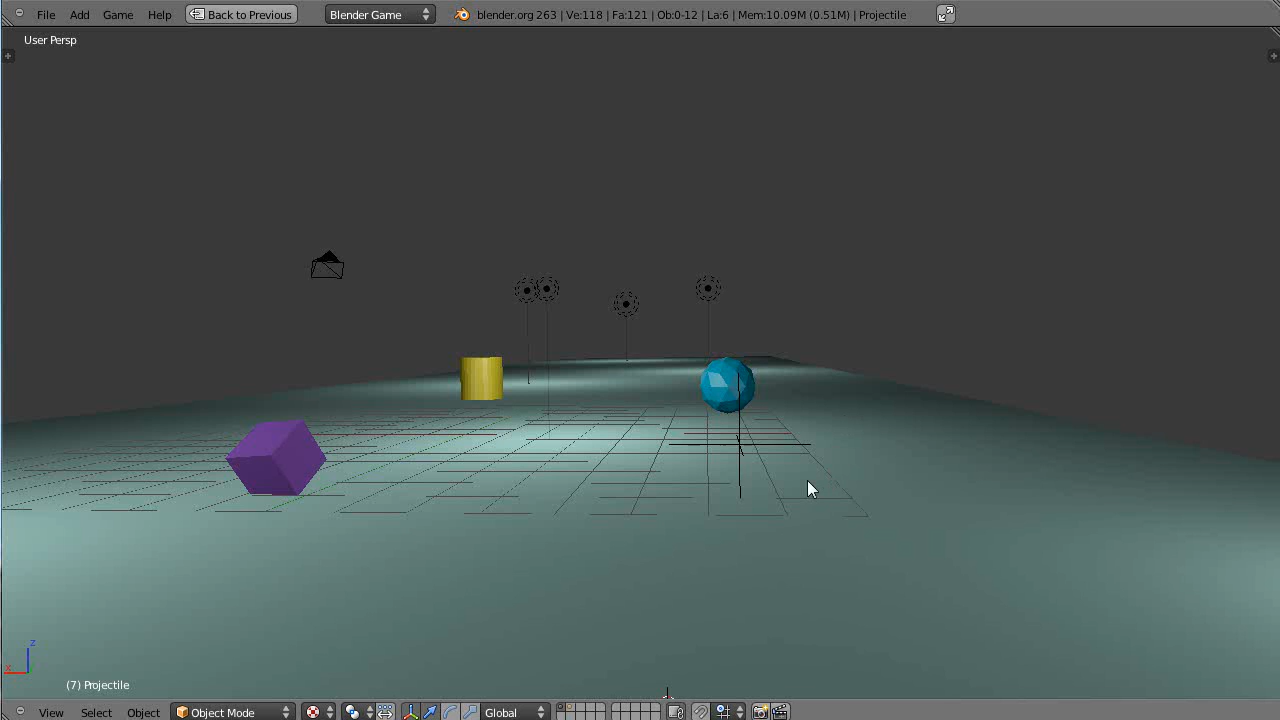 File Add Game Help Back to Previous Blender Game blender.org 263 | Ve:118 | Fa:121 | Ob:0-12 | La:6 | Mem:10.09M (0.51M) | Projectile
User Persp
z
x
(7) Projectile
View Select Object Object Mode Global